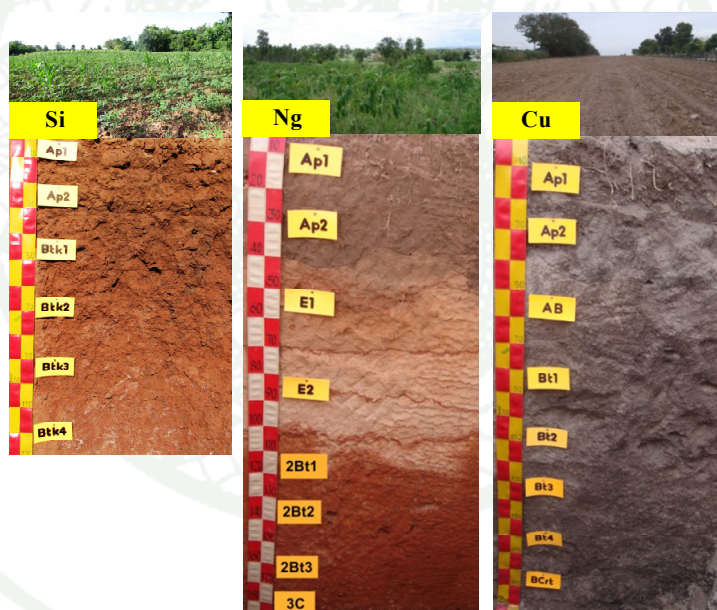 Si
Ap1
Ap2
Btk1
Btk2
Btk3
Btk4
Ng
Ap1
Ap2
E1
E2
2Bt1
2Bt2
2Bt3
3C
Cu
Ap1
Ap2
AB
Bt1
Bt2
Bt3
Bt4
BCrt